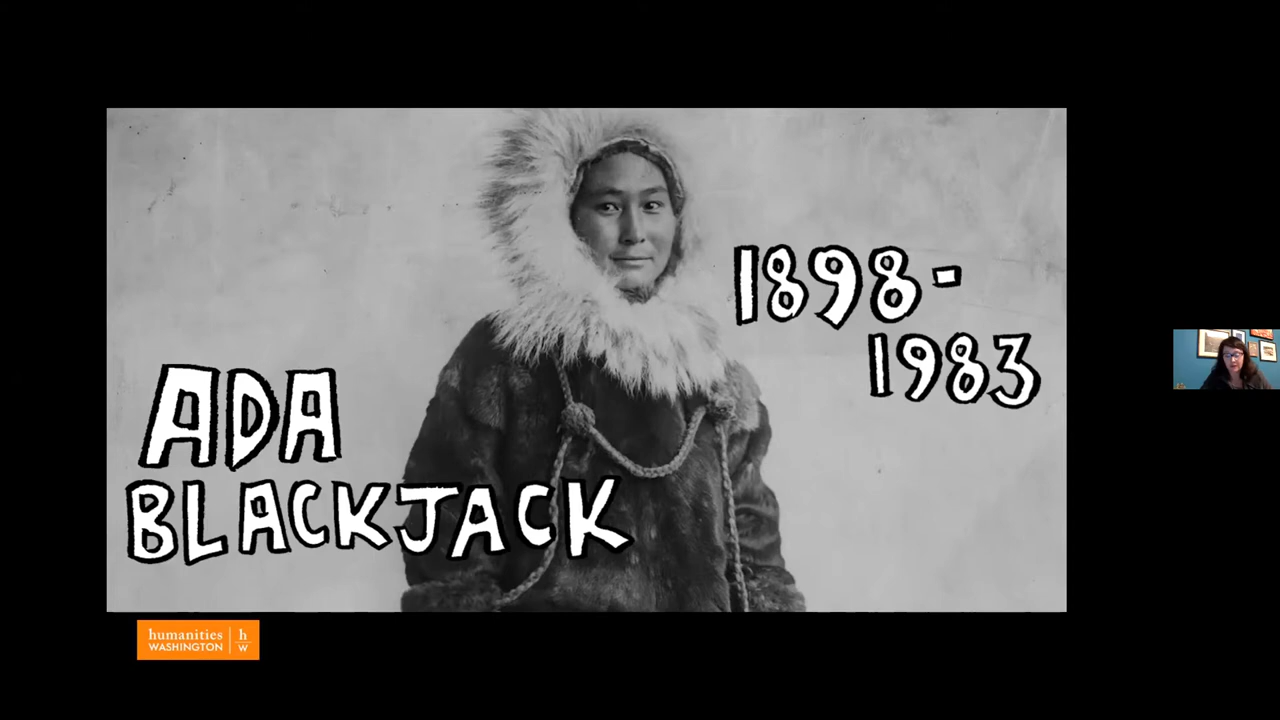 1898-
1983
ADA
BLACKJACK
humanities | h
WASHINGTON | w